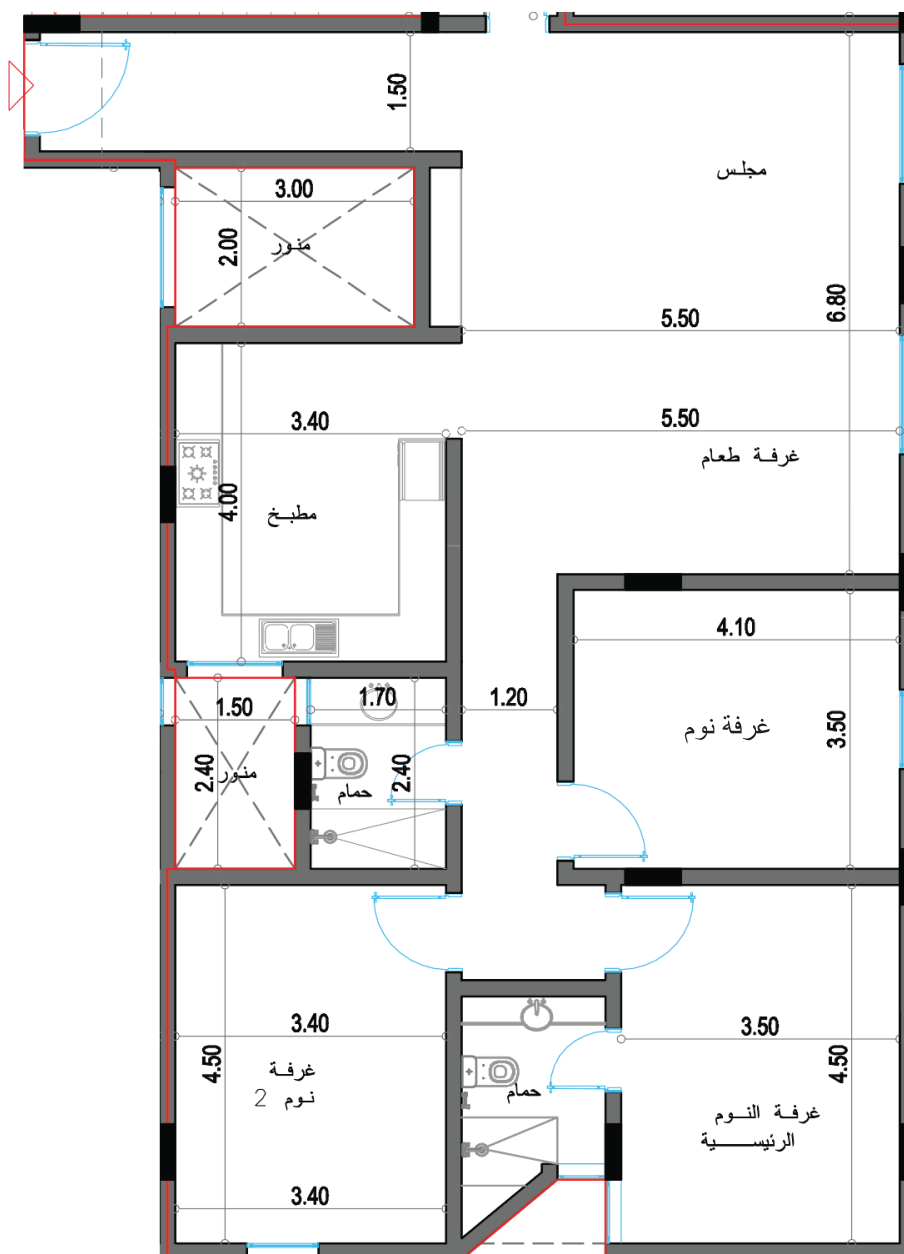 1.50
مجلس
3.00
2.00
منور
6.80
5.50
5.50
3.40
غرفة طعام
4.00
مطبخ
4.10
1.50
1.70
1.20
غرفة نوم
3.50
2.40
منور
2.40
حمام
3.40
3.50
4.50
4.50
غرفة
نوم 2
حمام
غرفة النوم
الرئيسية
3.40